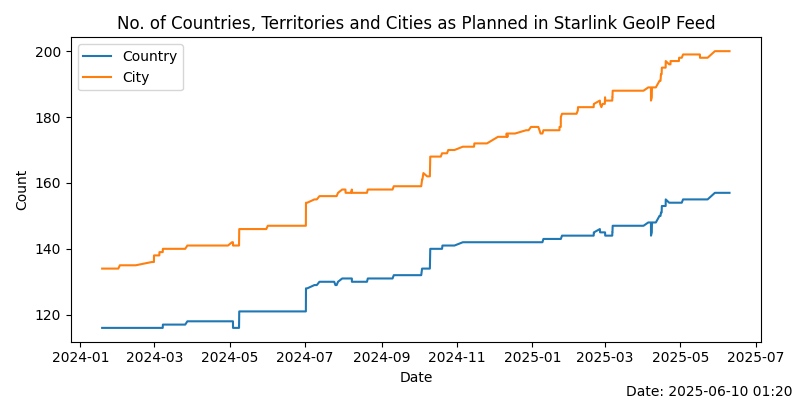 No. of Countries, Territories and Cities as Planned in Starlink GeoIP Feed
Country
City
200
180
160
140
120
Count
2024-01 2024-03 2024-05 2024-07 2024-09 2024-11 2025-01 2025-03 2025-05 2025-07
Date
Date: 2025-06-10 01:20